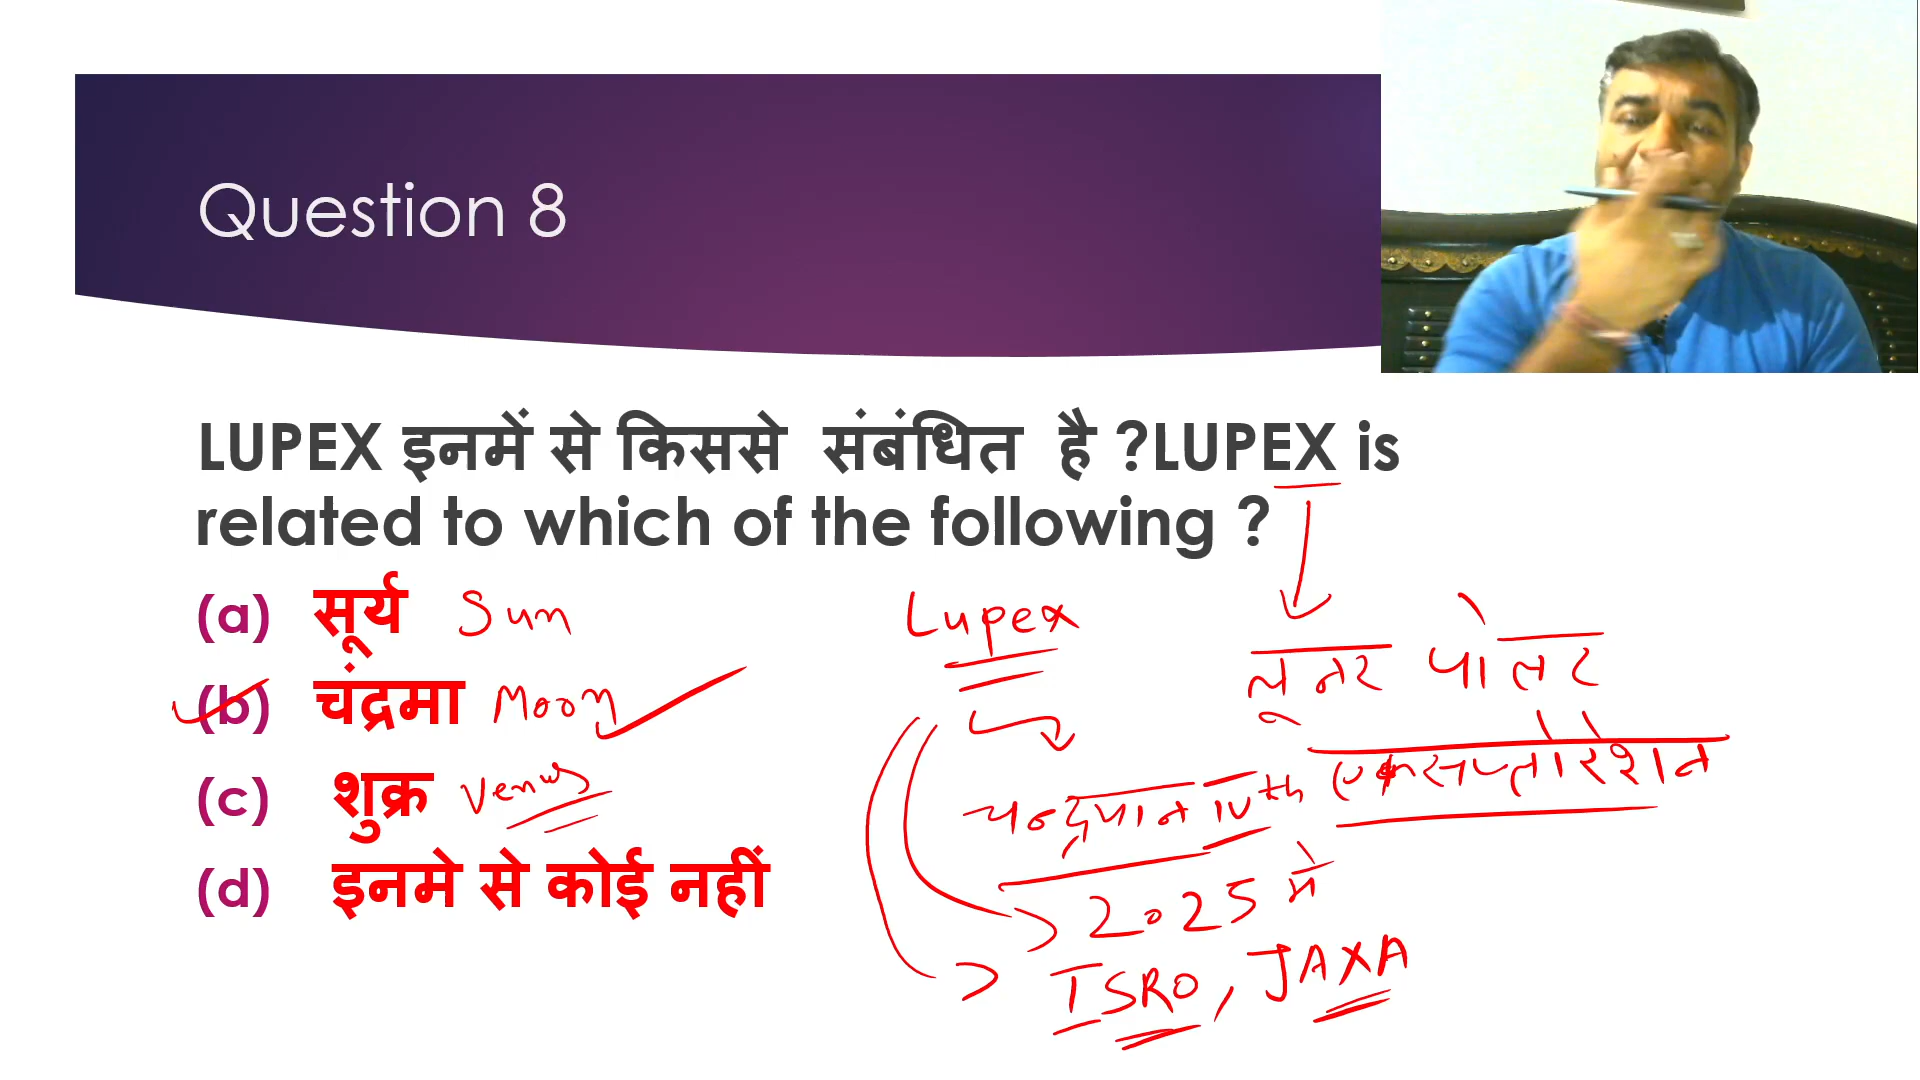 Question 8
LUPEX इनमें से किससे संबंधित है ?LUPEX is
related to which of the following ?
(a) सूर्य Sun
(b) चंद्रमा Moon
(c) शुक्र Venus
(d) इनमे से कोई नहीं
Lupex
लूनर पोलर
एक्सप्लोरेशन
चन्द्रयान IVth
2025 में
ISRO, JAXA